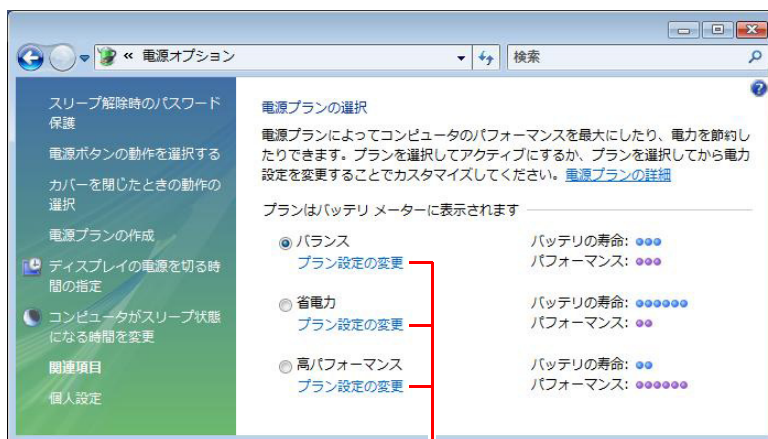 « 電源オプション
検索
スリープ解除時のパスワード
保護
電源ボタンの動作を選択する
カバーを閉じたときの動作の
選択
電源プランの作成
ディスプレイの電源を切る時
間の指定
コンピュータがスリープ状態
になる時間を変更
関連項目
個人設定
電源プランの選択
電源プランによってコンピュータのパフォーマンスを最大にしたり、電力を節約し
たりできます。プランを選択してアクティブにするか、プランを選択してから電力
設定を変更することでカスタマイズしてください。電源プランの詳細
プランはバッテリ メーターに表示されます
バランス バッテリの寿命:
プラン設定の変更 パフォーマンス:
省電力 バッテリの寿命:
プラン設定の変更 パフォーマンス:
高パフォーマンス バッテリの寿命:
プラン設定の変更 パフォーマンス: